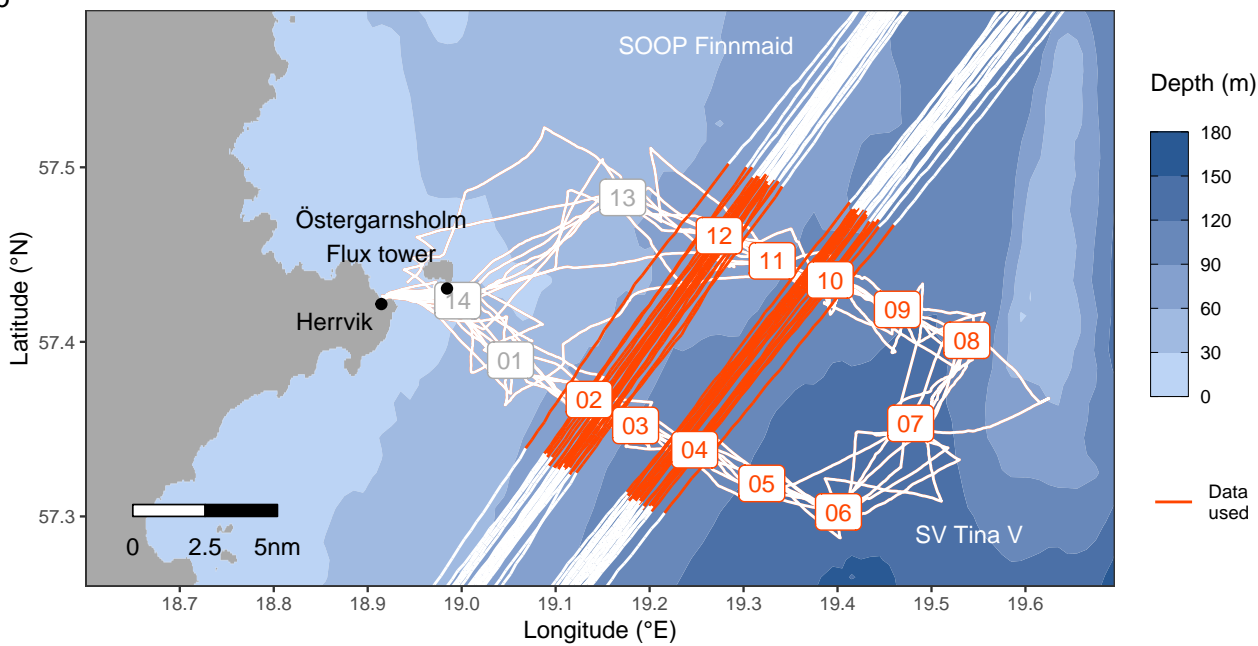 SOOP Finnmaid
Depth (m)
180
150
120
90
60
30
0
57.5
57.4
57.3
Latitude (°N)
Östergarnsholm
Flux tower
Herrvik
13
12
11
10
09
08
14
01
02
03
04
05
06
07
SV Tina V
0 2.5 5nm
Data
used
18.7 18.8 18.9 19.0 19.1 19.2 19.3 19.4 19.5 19.6
Longitude (°E)